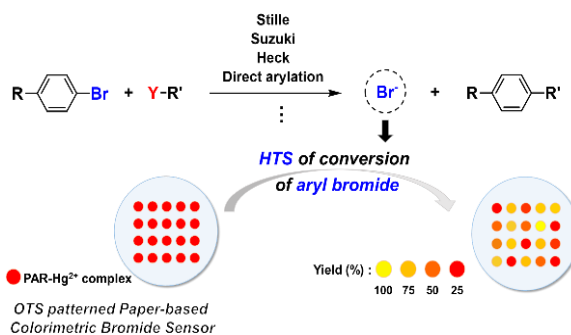 Stille
Suzuki
Heck
Direct arylation
⋮
R Br + Y-R' Br⁻ + R R'
HTS of conversion
of aryl bromide
PAR-Hg²⁺ complex
Yield (%) :
100 75 50 25
OTS patterned Paper-based
Colorimetric Bromide Sensor